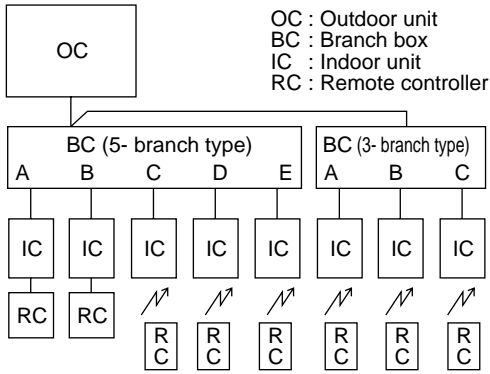 OC
OC : Outdoor unit
BC : Branch box
IC : Indoor unit
RC : Remote controller
BC (5- branch type)
A B C D E
BC (3- branch type)
A B C
IC IC IC IC IC IC IC IC
RC RC
R R R R R R
C C C C C C